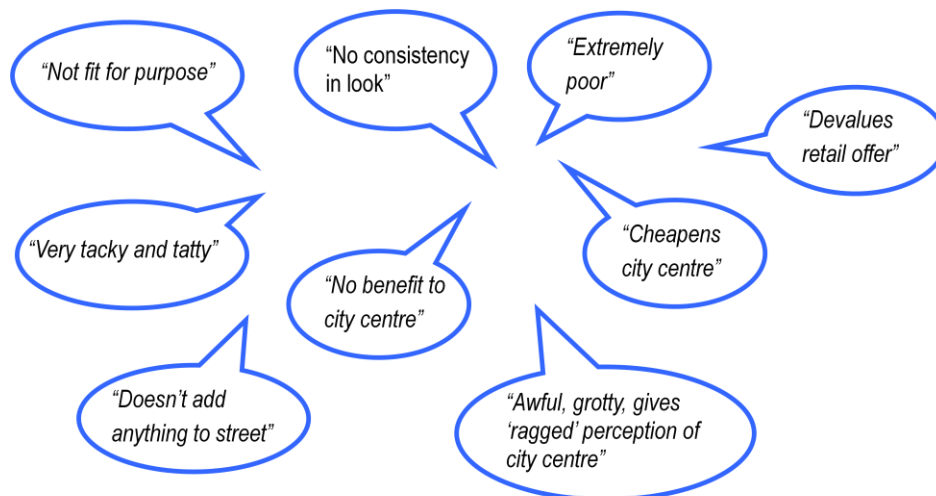 “Not fit for purpose”
“No consistency
in look”
“Extremely
poor”
“Devalues
retail offer”
“Very tacky and tatty”
“No benefit to
city centre”
“Cheapens
city centre”
“Doesn’t add
anything to street”
“Awful, grotty, gives
‘ragged’ perception of
city centre”